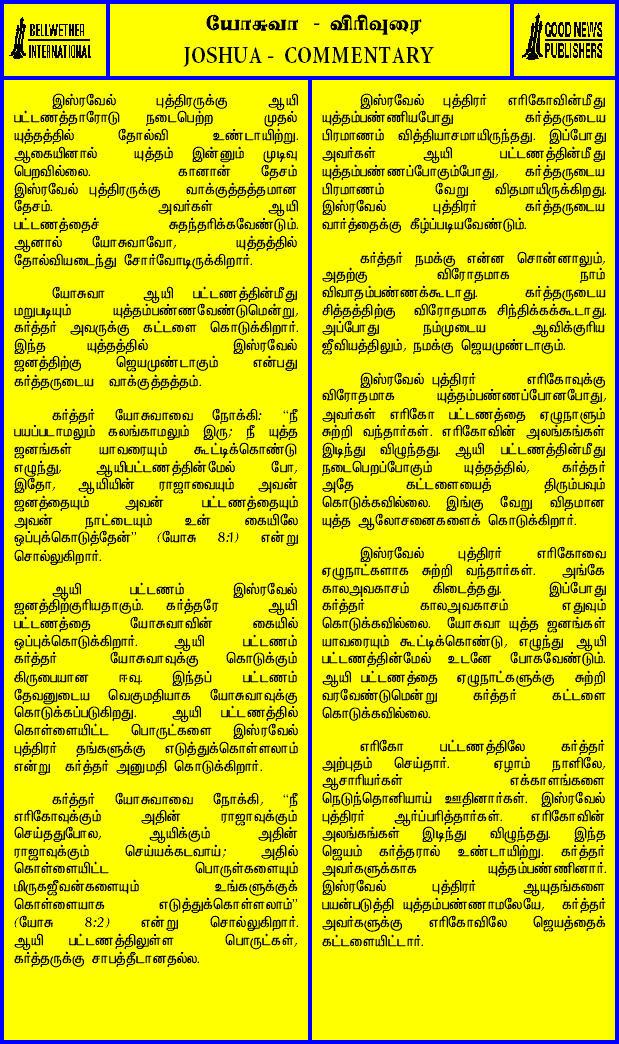 BELLWETHER
INTERNATIONAL
யோசுவா - விரிவுரை
JOSHUA - COMMENTARY
GOOD NEWS
PUBLISHERS
இஸ்ரவேல் புத்திரருக்கு ஆயி
பட்டணத்தாரோடு நடைபெற்ற முதல்
யுத்தத்தில் தோல்வி உண்டாயிற்று.
ஆகையினால் யுத்தம் இன்னும் முடிவு
பெறவில்லை. கானான் தேசம்
இஸ்ரவேல் புத்திரருக்கு வாக்குத்தத்தமான
தேசம். அவர்கள் ஆயி
பட்டணத்தைச் சுதந்தரிக்கவேண்டும்.
ஆனால் யோசுவாவோ, யுத்தத்தில்
தோல்வியடைந்து சோர்வோடிருக்கிறார்.
யோசுவா ஆயி பட்டணத்தின்மீது
மறுபடியும் யுத்தம்பண்ணவேண்டுமென்று,
கர்த்தர் அவருக்கு கட்டளை கொடுக்கிறார்.
இந்த யுத்தத்தில் இஸ்ரவேல்
ஜனத்திற்கு ஜெயமுண்டாகும் என்பது
கர்த்தருடைய வாக்குத்தத்தம்.
கர்த்தர் யோசுவாவை நோக்கி: “நீ
பயப்படாமலும் கலங்காமலும் இரு; நீ யுத்த
ஜனங்கள் யாவரையும் கூட்டிக்கொண்டு
எழுந்து, ஆயிபட்டணத்தின்மேல் போ,
இதோ, ஆயியின் ராஜாவையும் அவன்
ஜனத்தையும் அவன் பட்டிணத்தையும்
அவன் நாட்டையும் உன் கையிலே
ஒப்புக்கொடுத்தேன்” (யோசு 8:1) என்று
சொல்லுகிறார்.
ஆயி பட்டணம் இஸ்ரவேல்
ஜனத்திற்குரியதாகும். கர்த்தரே ஆயி
பட்டணத்தை யோசுவாவின் கையில்
ஒப்புக்கொடுக்கிறார். ஆயி பட்டணம்
கர்த்தர் யோசுவாவுக்கு கொடுக்கும்
கிருபையான ஈவு. இந்தப் பட்டணம்
தேவனுடைய வெகுமதியாக யோசுவாவுக்கு
கொடுக்கப்படுகிறது. ஆயி பட்டணத்தில்
கொள்ளையிட்ட பொருட்களை இஸ்ரவேல்
புத்திரர் தங்களுக்கு எடுத்துக்கொள்ளலாம்
என்று கர்த்தர் அனுமதி கொடுக்கிறார்.
கர்த்தர் யோசுவாவை நோக்கி, “நீ
எரிகோவுக்கும் அதின் ராஜாவுக்கும்
செய்ததுபோல, ஆயிக்கும் அதின்
ராஜாவுக்கும் செய்யக்கடவாய்; அதில்
கொள்ளையிட்ட பொருள்களையும்
மிருகஜீவன்களையும் உங்களுக்குக்
கொள்ளையாக எடுத்துக்கொள்ளலாம்”
(யோசு 8:2) என்று சொல்லுகிறார்.
ஆயி பட்டணத்திலுள்ள பொருட்கள்,
கர்த்தருக்கு சாபத்தீடானதல்ல.
இஸ்ரவேல் புத்திரர் எரிகோவின்மீது
யுத்தம்பண்ணியபோது கர்த்தருடைய
பிரமாணம் வித்தியாசமாயிருந்தது. இப்போது
அவர்கள் ஆயி பட்டணத்தின்மீது
யுத்தம்பண்ணப்போகும்போது, கர்த்தருடைய
பிரமாணம் வேறு விதமாயிருக்கிறது.
இஸ்ரவேல் புத்திரர் கர்த்தருடைய
வார்த்தைக்கு கீழ்ப்படியவேண்டும்.
கர்த்தர் நமக்கு என்ன சொன்னாலும்,
அதற்கு விரோதமாக நாம்
விவாதம்பண்ணக்கூடாது. கர்த்தருடைய
சித்தத்திற்கு விரோதமாக சிந்திக்கக்கூடாது.
அப்போது நம்முடைய ஆவிக்குரிய
ஜீவியத்திலும், நமக்கு ஜெயமுண்டாகும்.
இஸ்ரவேல் புத்திரர் எரிகோவுக்கு
விரோதமாக யுத்தம்பண்ணப்போனபோது,
அவர்கள் எரிகோ பட்டணத்தை ஏழுநாளும்
சுற்றி வந்தார்கள். எரிகோவின் அலங்கங்கள்
இடிந்து விழுந்தது. ஆயி பட்டணத்தின்மீது
நடைபெறப்போகும் யுத்தத்தில், கர்த்தர்
அதே கட்டளையைத் திரும்பவும்
கொடுக்கவில்லை. இங்கு வேறு விதமான
யுத்த ஆலோசனைகளைக் கொடுக்கிறார்.
இஸ்ரவேல் புத்திரர் எரிகோவை
ஏழுநாட்களாக சுற்றி வந்தார்கள். அங்கே
காலஅவகாசம் கிடைத்தது. இப்போது
கர்த்தர் காலஅவகாசம் எதுவும்
கொடுக்கவில்லை. யோசுவா யுத்த ஜனங்கள்
யாவரையும் கூட்டிக்கொண்டு, எழுந்து ஆயி
பட்டணத்தின்மேல் உடனே போகவேண்டும்.
ஆயி பட்டணத்தை ஏழுநாட்களுக்கு சுற்றி
வரவேண்டுமென்று கர்த்தர் கட்டளை
கொடுக்கவில்லை.
எரிகோ பட்டணத்திலே கர்த்தர்
அற்புதம் செய்தார். ஏழாம் நாளிலே,
ஆசாரியர்கள் எக்காளங்களை
நெடுந்தொனியாய் ஊதினார்கள். இஸ்ரவேல்
புத்திரர் ஆர்ப்பரித்தார்கள். எரிகோவின்
அலங்கங்கள் இடிந்து விழுந்தது. இந்த
ஜெயம் கர்த்தரால் உண்டாயிற்று. கர்த்தர்
அவர்களுக்காக யுத்தம்பண்ணினார்.
இஸ்ரவேல் புத்திரர் ஆயுதங்களை
பயன்படுத்தி யுத்தம்பண்ணாமலேயே, கர்த்தர்
அவர்களுக்கு எரிகோவிலே ஜெயத்தைக்
கட்டளையிட்டார்.